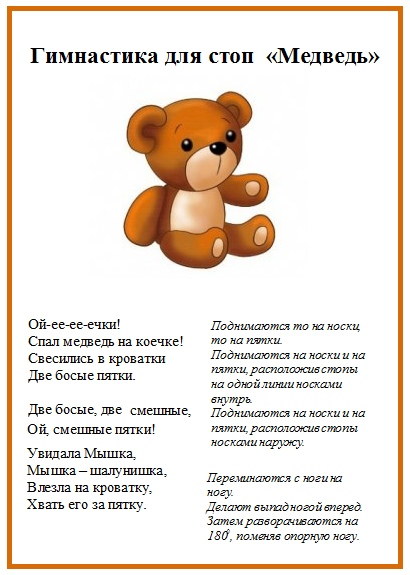 Гимнастика для стоп «Медведь»
Ой-ее-ее-ечки!
Спал медведь на коечке!
Свесились в кроватки
Две босые пятки.
Две босые, две смешные,
Ой, смешные пятки!
Увидала Мышка,
Мышка – шалунишка,
Влезла на кроватку,
Хвать его за пятку.
Поднимаются то на носки,
то на пятки.
Поднимаются на носки и на
пятки, расположив стопы
на одной линии носками
внутрь.
Поднимаются на носки и на
пятки, расположив стопы
носками наружу.
Переминаются с ноги на
ногу.
Делают выпад ногой вперед.
Затем разворачиваются на
180°, поменяв опорную ногу.